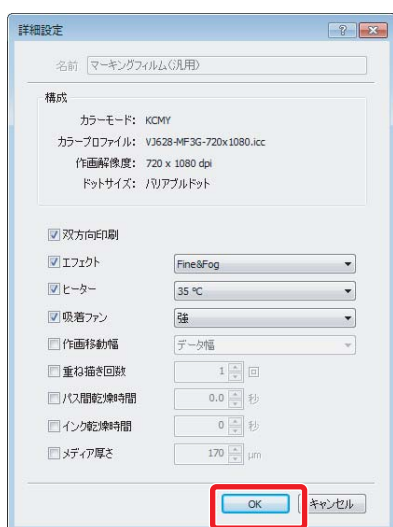 詳細設定
名前 マーキングフィルム(汎用)
構成
カラーモード： KCMY
カラープロファイル： VJ628-MF3G-720x1080.icc
作画解像度： 720 x 1080 dpi
ドットサイズ： バリアブルドット
双方向印刷
エフェクト Fine&Fog
ヒーター 35 ℃
吸着ファン 強
作画移動幅 データ幅
重ね描き回数 1 回
パス間乾燥時間 0.0 秒
インク乾燥時間 0 秒
メディア厚さ 170 μm
OK キャンセル